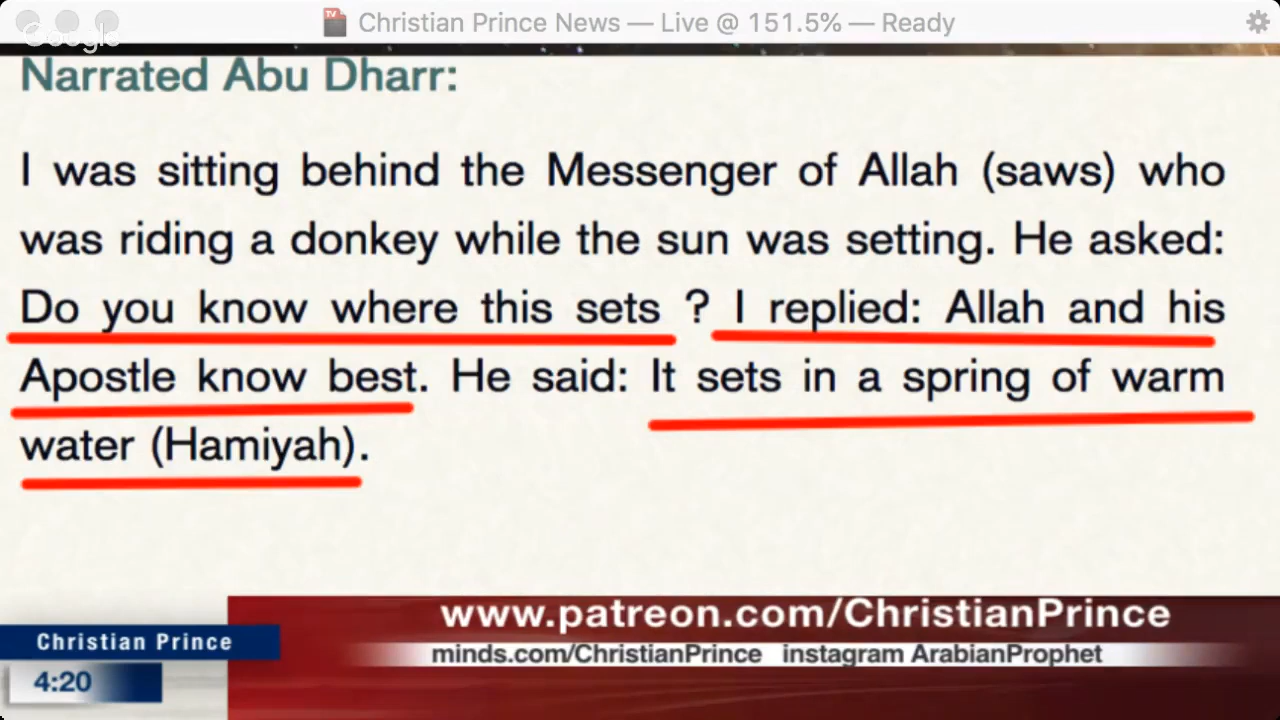 Christian Prince News — Live @ 151.5% — Ready
Google
Narrated Abu Dharr:
I was sitting behind the Messenger of Allah (saws) who
was riding a donkey while the sun was setting. He asked:
Do you know where this sets ? I replied: Allah and his
Apostle know best. He said: It sets in a spring of warm
water (Hamiyah).
www.patreon.com/ChristianPrince
Christian Prince
minds.com/ChristianPrince instagram ArabianProphet
4:20